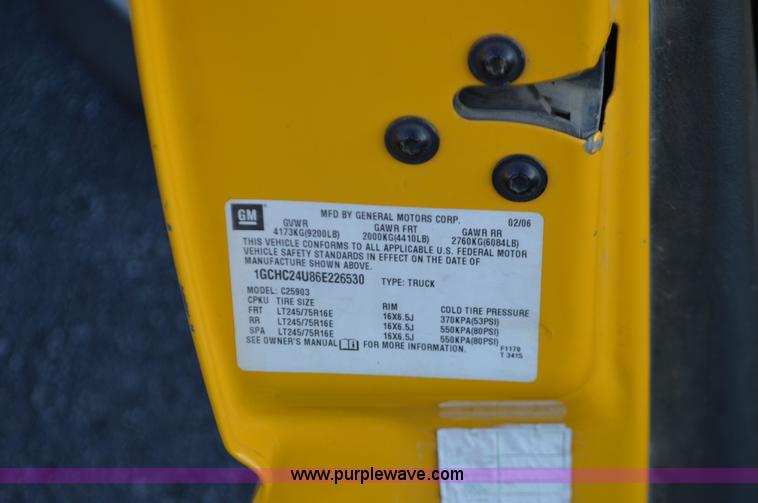 GM
MFD BY GENERAL MOTORS CORP. 02/06
GVWR GAWR FRT GAWR RR
4173KG(9200LB) 2000KG(4410LB) 2760KG(6084LB)
THIS VEHICLE CONFORMS TO ALL APPLICABLE U.S. FEDERAL MOTOR
VEHICLE SAFETY STANDARDS IN EFFECT ON THE DATE OF
MANUFACTURE SHOWN ABOVE.
1GCHC24U86E226530 TYPE: TRUCK
MODEL: C25903
CPKU TIRE SIZE RIM COLD TIRE PRESSURE
FRT LT245/75R16E 16X6.5J 370KPA(53PSI)
RR LT245/75R16E 16X6.5J 550KPA(80PSI)
SPA LT245/75R16E 16X6.5J 550KPA(80PSI)
SEE OWNER'S MANUAL FOR MORE INFORMATION.
F1170
T 3415
www.purplewave.com